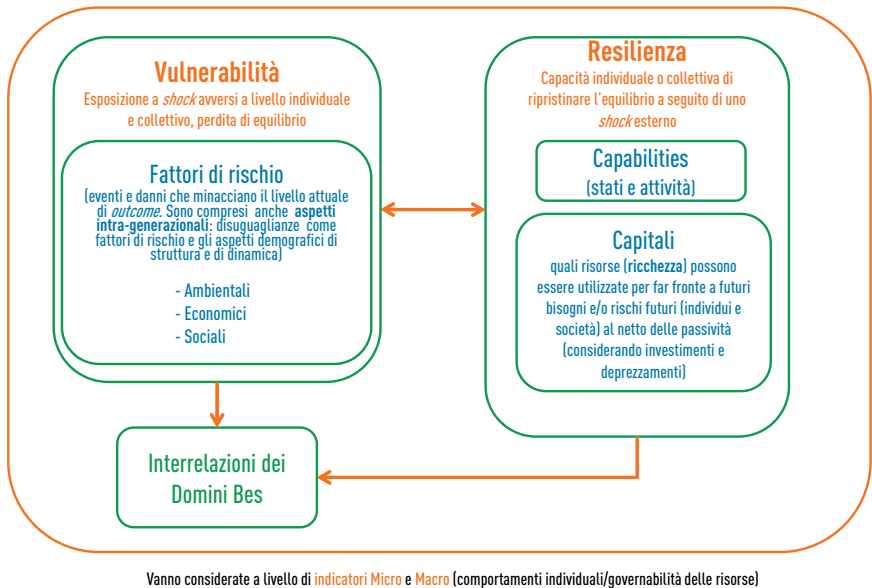 Vulnerabilità
Esposizione a shock avversi a livello individuale
e collettivo, perdita di equilibrio
Fattori di rischio
(eventi e danni che minacciano il livello attuale
di outcome. Sono compresi anche aspetti
intra-generazionali: disuguaglianze come
fattori di rischio e gli aspetti demografici di
struttura e di dinamica)
- Ambientali
- Economici
- Sociali
Resilienza
Capacità individuale o collettiva di
ripristinare l'equilibrio a seguito di uno
shock esterno
Capabilities
(stati e attività)
Capitali
quali risorse (ricchezza) possono
essere utilizzate per far fronte a futuri
bisogni e/o rischi futuri (individui e
società) al netto delle passività
(considerando investimenti e
deprezzamenti)
Interrelazioni dei
Domini Bes
Vanno considerate a livello di indicatori Micro e Macro (comportamenti individuali/governabilità delle risorse)